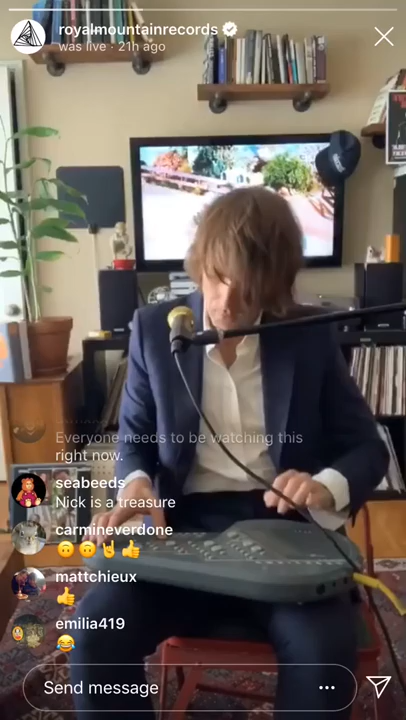 royalmountainrecords
was live · 21h ago
Everyone needs to be watching this
right now.
seabeeds
Nick is a treasure
carmineverdone
mattchieux
emilia419
Send message